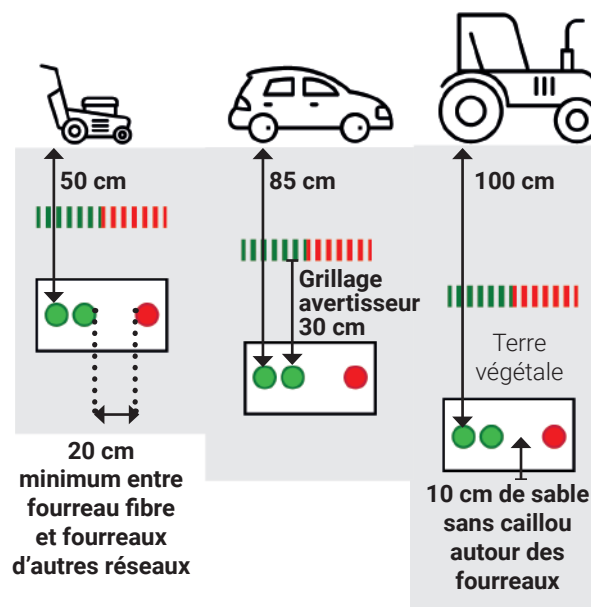 50 cm
85 cm
100 cm
Grillage
avertisseur
30 cm
Terre
végétale
20 cm
minimum entre
fourreau fibre
et fourreaux
d'autres réseaux
10 cm de sable
sans caillou
autour des
fourreaux